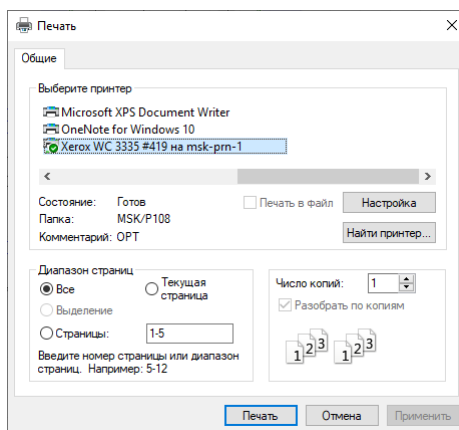 Печать
Общие
Выберите принтер
Microsoft XPS Document Writer
OneNote for Windows 10
Xerox WC 3335 #419 на msk-prn-1
Состояние: Готов
Папка: MSK/P108
Комментарий: OPT
Печать в файл
Настройка
Найти принтер...
Диапазон страниц
Все
Текущая
страница
Выделение
Страницы: 1-5
Введите номер страницы или диапазон
страниц. Например: 5-12
Число копий: 1
Разобрать по копиям
1 2 3 1 2 3
Печать Отмена Применить